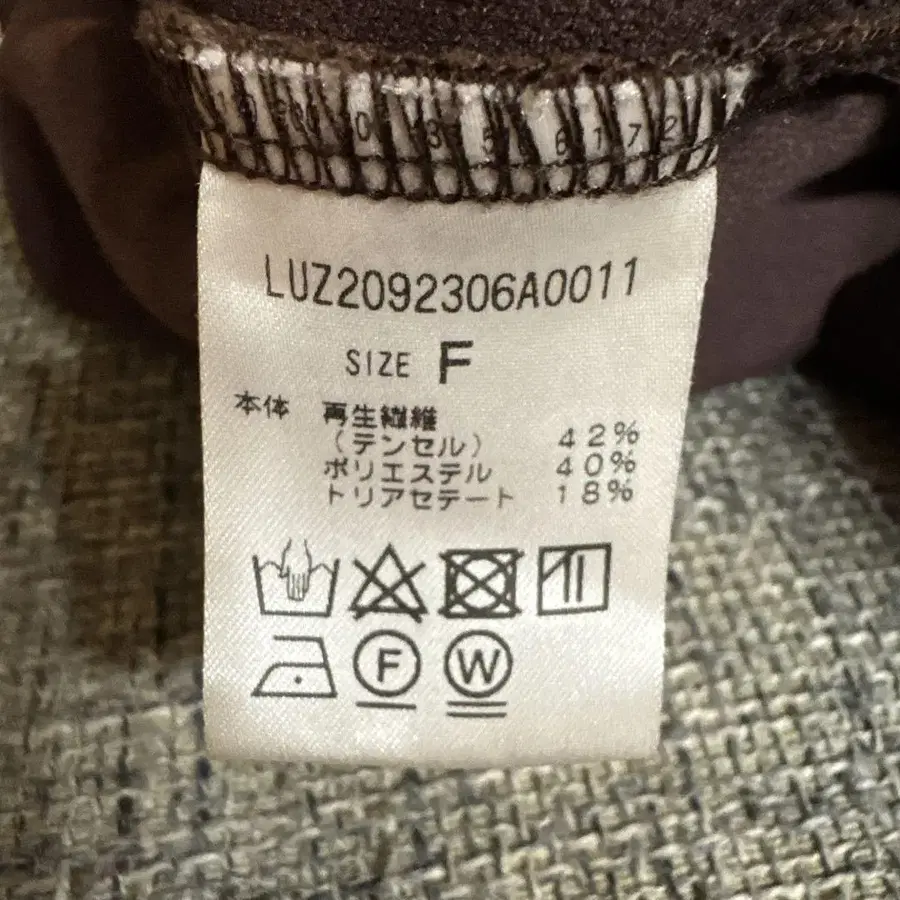 LUZ2092306A0011
SIZE F
本体 再生繊維
(テンセル) 42%
ポリエステル 40%
トリアセテート 18%
F W